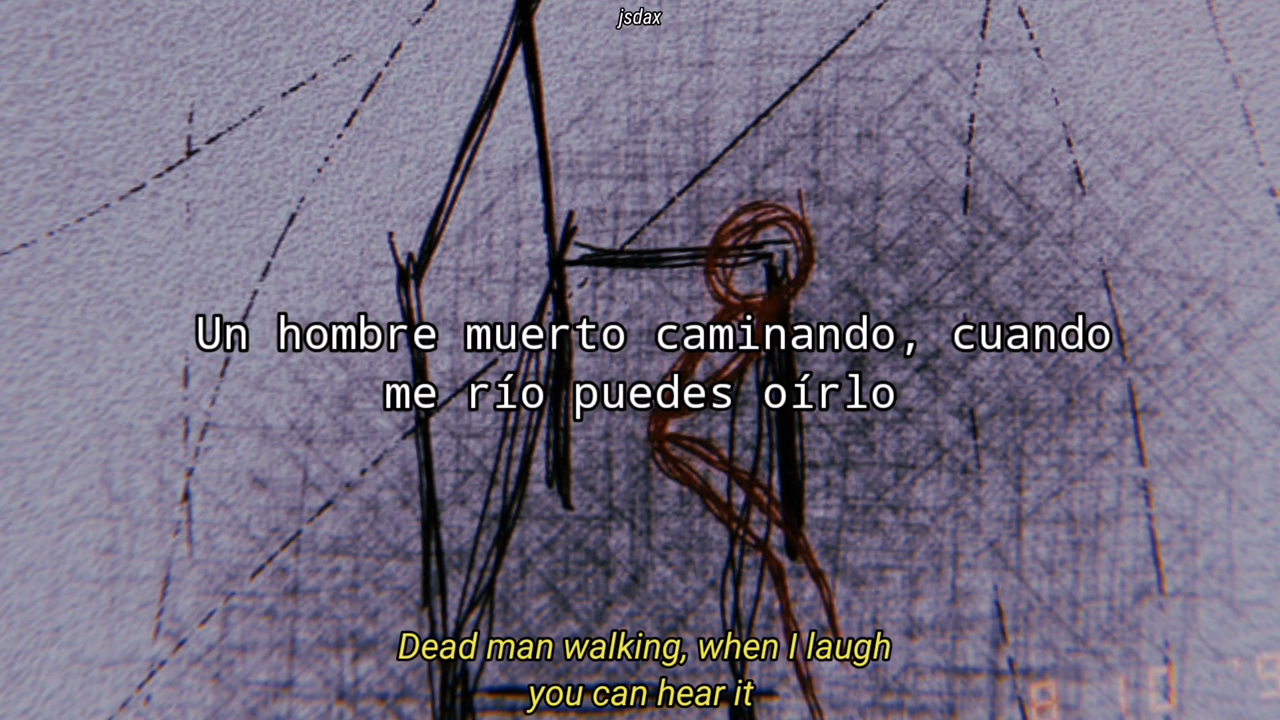 jsdax
Un hombre muerto caminando, cuando
me río puedes oírlo
Dead man walking, when I laugh
you can hear it